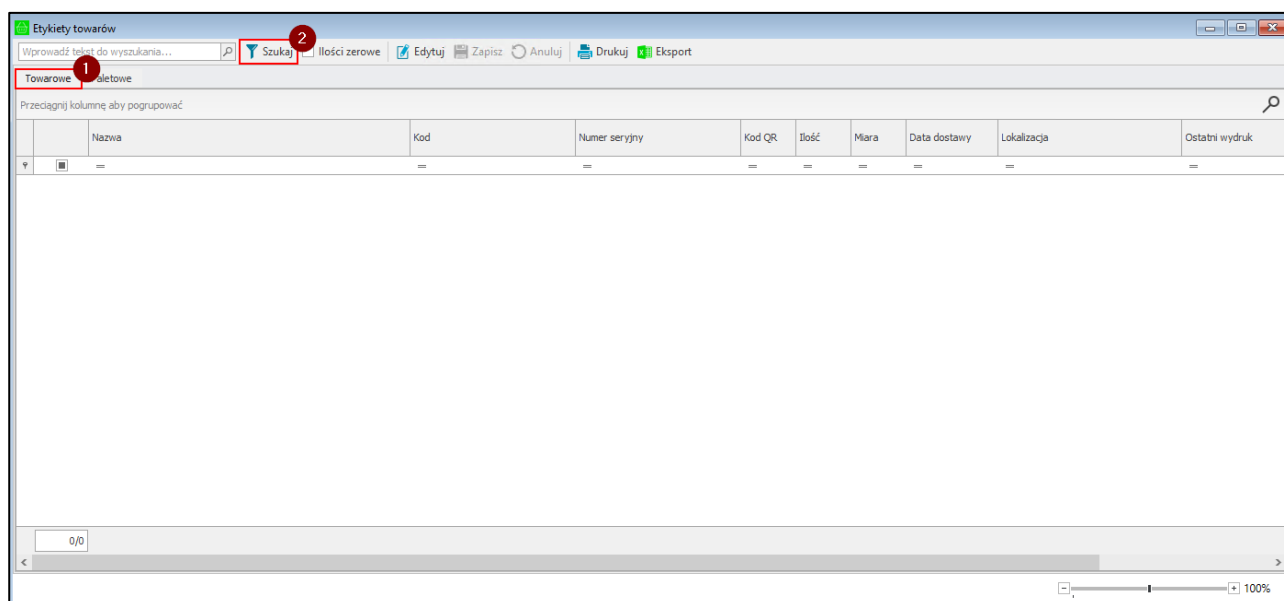 Etykiety towarów
Wprowadź tekst do wyszukania... Szukaj 2 Ilości zerowe Edytuj Zapisz Anuluj Drukuj Eksport
Towarowe 1 aletowe
Przeciągnij kolumnę aby pogrupować
Nazwa Kod Numer seryjny Kod QR Ilość Miara Data dostawy Lokalizacja Ostatni wydruk
= = = = = = = = =
0/0
100%